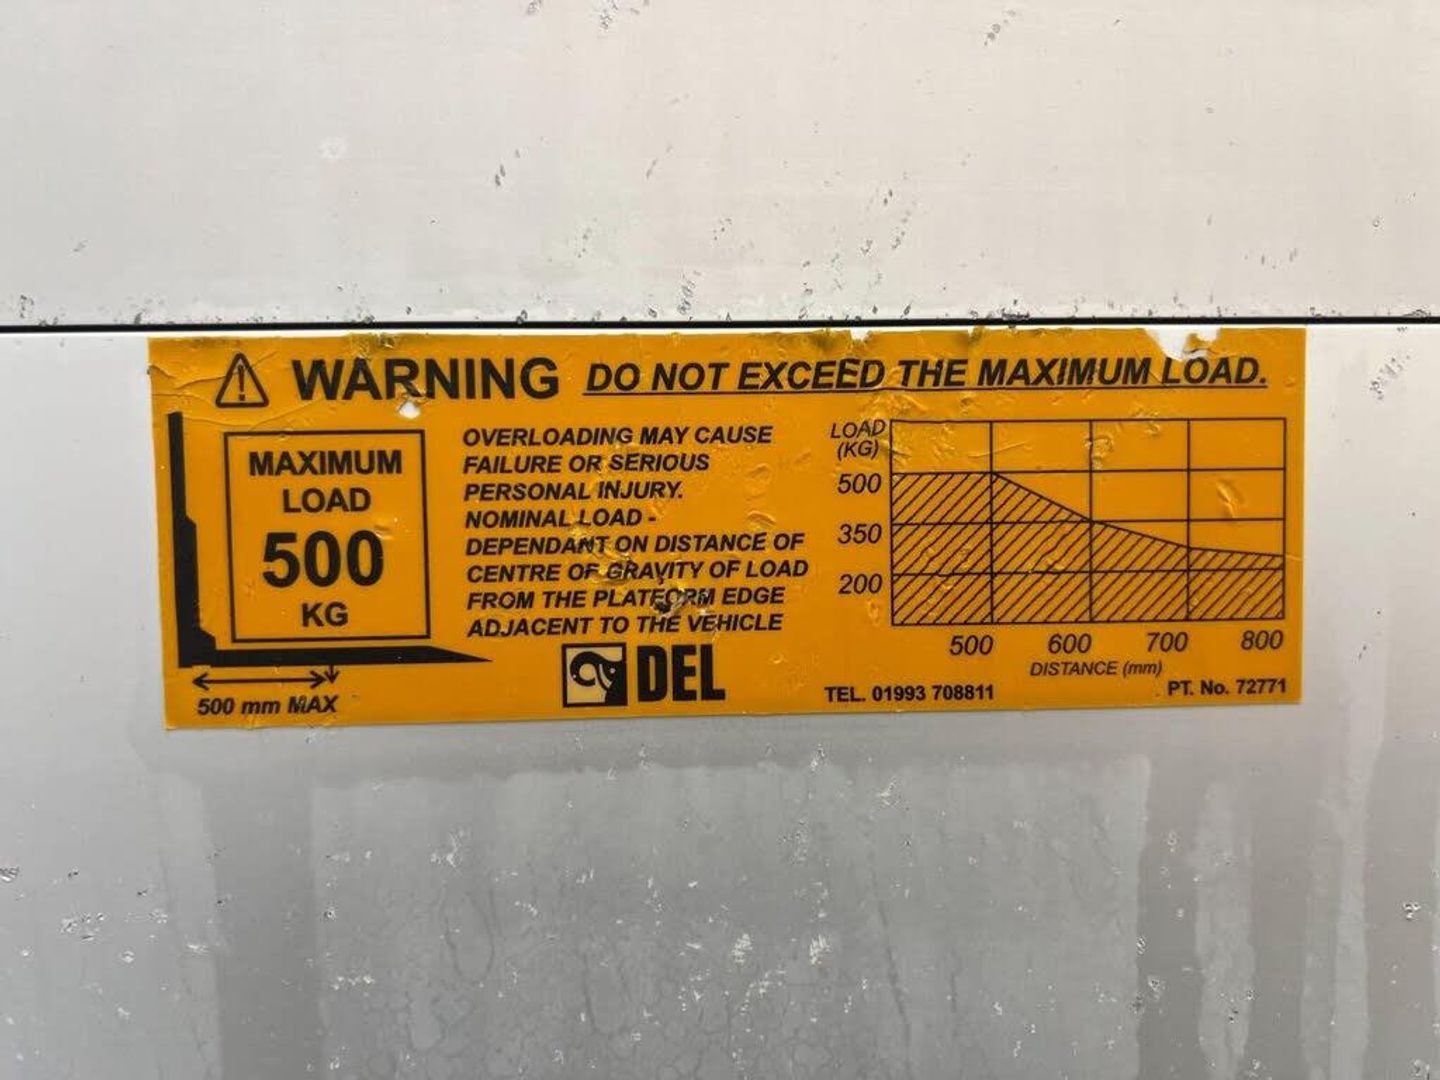 WARNING DO NOT EXCEED THE MAXIMUM LOAD.
MAXIMUM
LOAD
500
KG
500 mm MAX
OVERLOADING MAY CAUSE
FAILURE OR SERIOUS
PERSONAL INJURY.
NOMINAL LOAD -
DEPENDANT ON DISTANCE OF
CENTRE OF GRAVITY OF LOAD
FROM THE PLATFORM EDGE
ADJACENT TO THE VEHICLE
DEL
LOAD
(KG)
500
350
200
500 600 700 800
DISTANCE (mm)
TEL. 01993 708811
PT. No. 72771